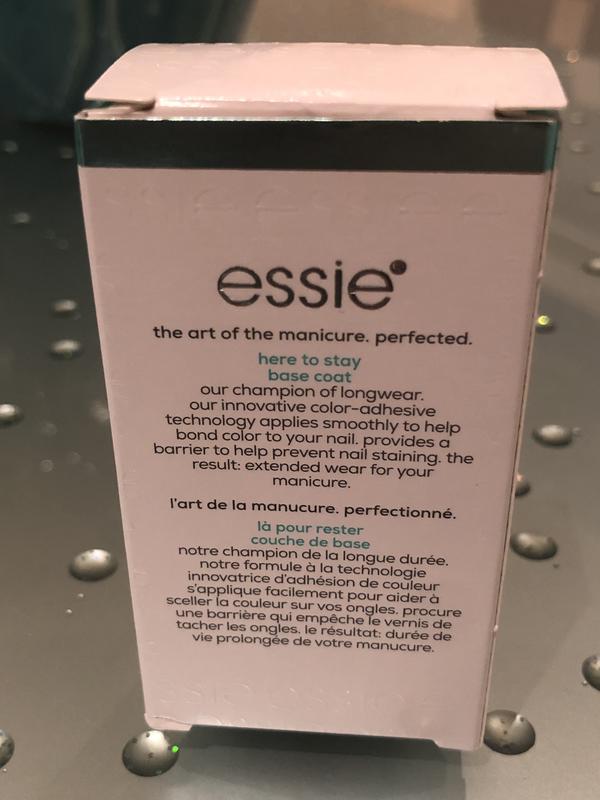 essie®
the art of the manicure. perfected.
here to stay
base coat
our champion of longwear.
our innovative color-adhesive
technology applies smoothly to help
bond color to your nail. provides a
barrier to help prevent nail staining. the
result: extended wear for your
manicure.
l'art de la manucure. perfectionné.
là pour rester
couche de base
notre champion de la longue durée.
notre formule à la technologie
innovatrice d'adhésion de couleur
s'applique facilement pour aider à
sceller la couleur sur vos ongles. procure
une barrière qui empêche le vernis de
tacher les ongles. le résultat: durée de
vie prolongée de votre manucure.